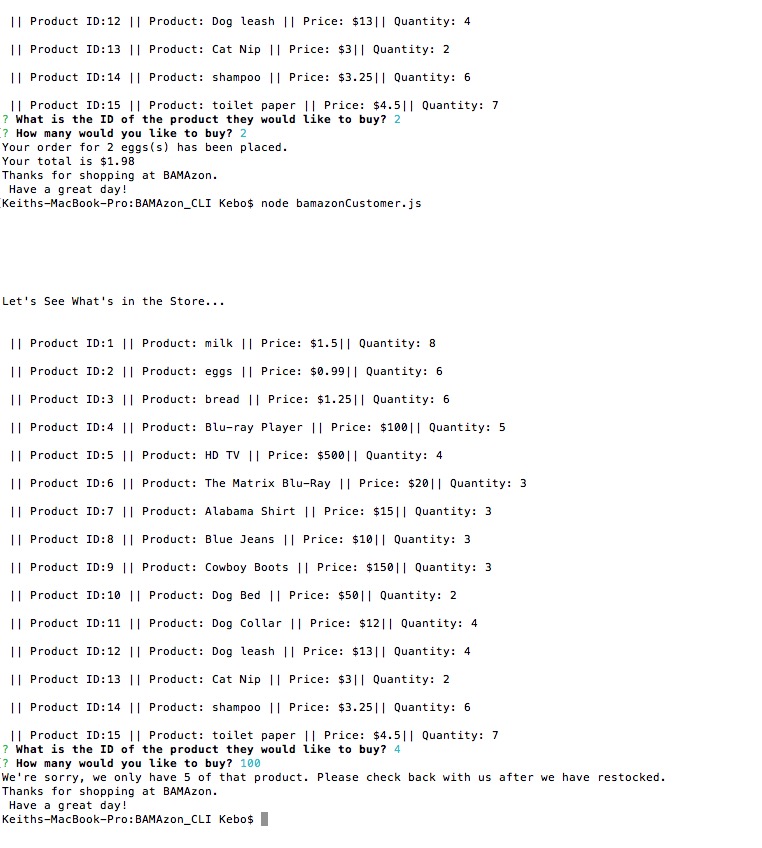 || Product ID:12 || Product: Dog leash || Price: $13|| Quantity: 4
|| Product ID:13 || Product: Cat Nip || Price: $3|| Quantity: 2
|| Product ID:14 || Product: shampoo || Price: $3.25|| Quantity: 6
|| Product ID:15 || Product: toilet paper || Price: $4.5|| Quantity: 7
? What is the ID of the product they would like to buy? 2
? How many would you like to buy? 2
Your order for 2 eggs(s) has been placed.
Your total is $1.98
Thanks for shopping at BAMAzon.
Have a great day!
Keiths-MacBook-Pro:BAMAzon_CLI Kebo$ node bamazonCustomer.js
Let's See What's in the Store...
|| Product ID:1 || Product: milk || Price: $1.5|| Quantity: 8
|| Product ID:2 || Product: eggs || Price: $0.99|| Quantity: 6
|| Product ID:3 || Product: bread || Price: $1.25|| Quantity: 6
|| Product ID:4 || Product: Blu-ray Player || Price: $100|| Quantity: 5
|| Product ID:5 || Product: HD TV || Price: $500|| Quantity: 4
|| Product ID:6 || Product: The Matrix Blu-Ray || Price: $20|| Quantity: 3
|| Product ID:7 || Product: Alabama Shirt || Price: $15|| Quantity: 3
|| Product ID:8 || Product: Blue Jeans || Price: $10|| Quantity: 3
|| Product ID:9 || Product: Cowboy Boots || Price: $150|| Quantity: 3
|| Product ID:10 || Product: Dog Bed || Price: $50|| Quantity: 2
|| Product ID:11 || Product: Dog Collar || Price: $12|| Quantity: 4
|| Product ID:12 || Product: Dog leash || Price: $13|| Quantity: 4
|| Product ID:13 || Product: Cat Nip || Price: $3|| Quantity: 2
|| Product ID:14 || Product: shampoo || Price: $3.25|| Quantity: 6
|| Product ID:15 || Product: toilet paper || Price: $4.5|| Quantity: 7
? What is the ID of the product they would like to buy? 4
? How many would you like to buy? 100
We're sorry, we only have 5 of that product. Please check back with us after we have restocked.
Thanks for shopping at BAMAzon.
Have a great day!
Keiths-MacBook-Pro:BAMAzon_CLI Kebo$